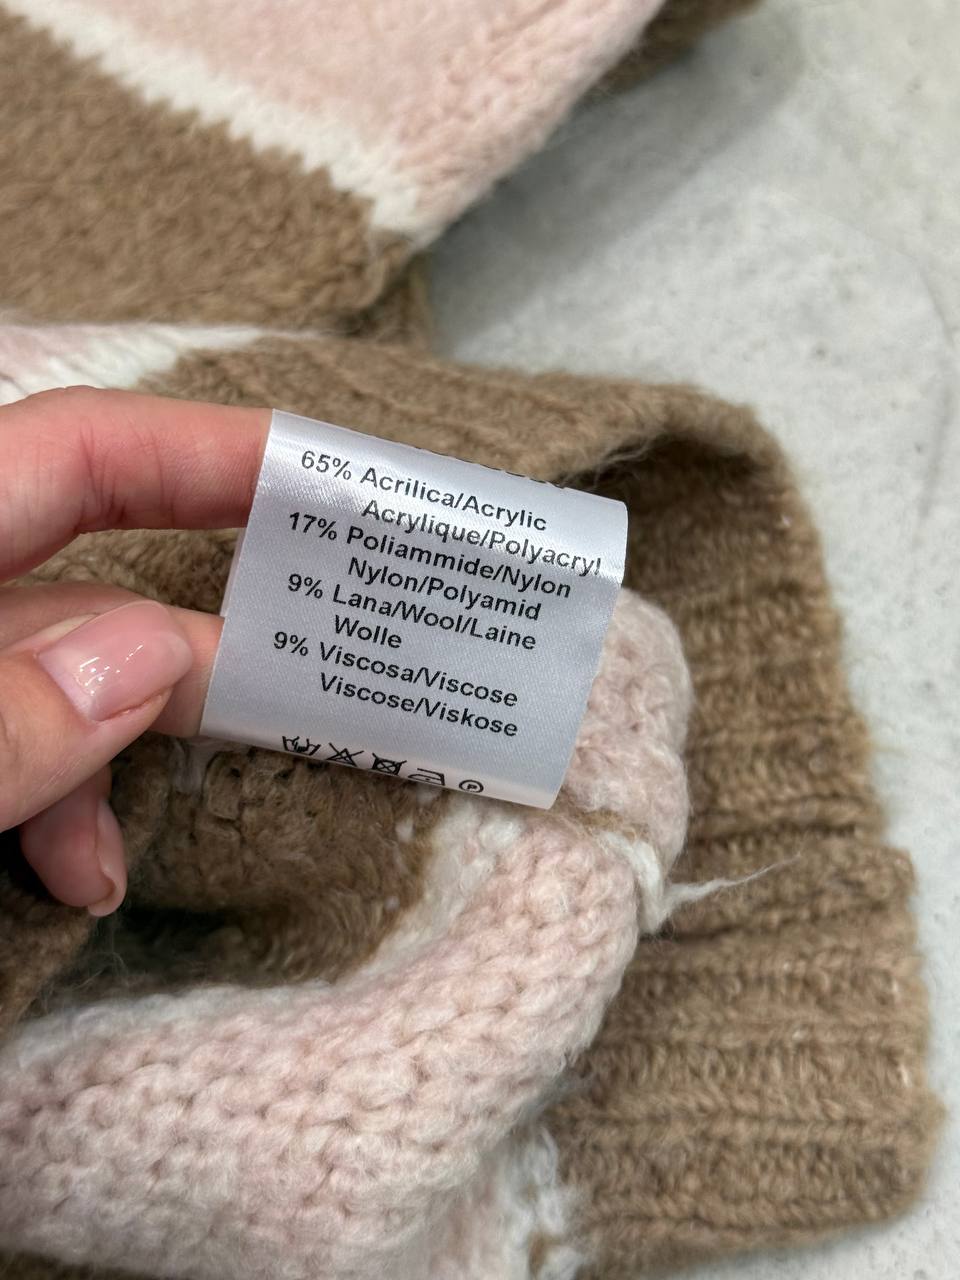 65% Acrilica/Acrylic
Acrylique/Polyacryl
17% Poliammide/Nylon
Nylon/Polyamid
9% Lana/Wool/Laine
Wolle
9% Viscosa/Viscose
Viscose/Viskose
P